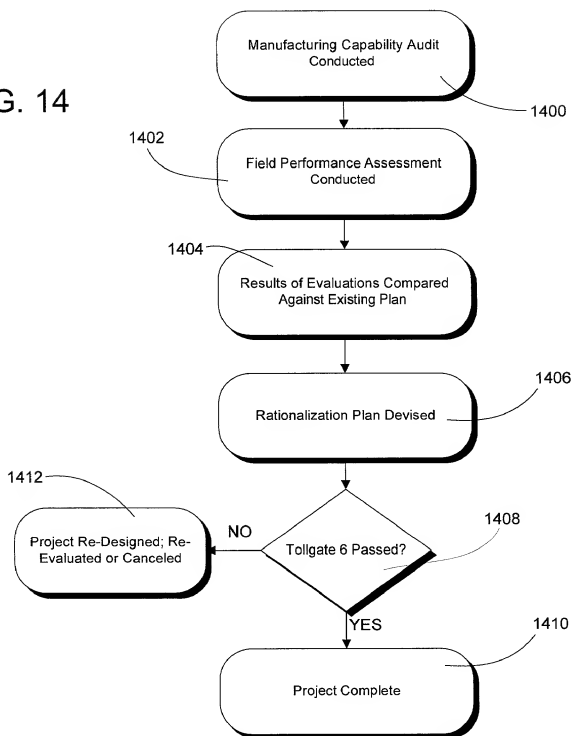 G. 14
Manufacturing Capability Audit
Conducted
1400
1402
Field Performance Assessment
Conducted
1404
Results of Evaluations Compared
Against Existing Plan
1406
Rationalization Plan Devised
1412
Project Re-Designed; Re-
Evaluated or Canceled
NO
Tollgate 6 Passed?
1408
YES
1410
Project Complete